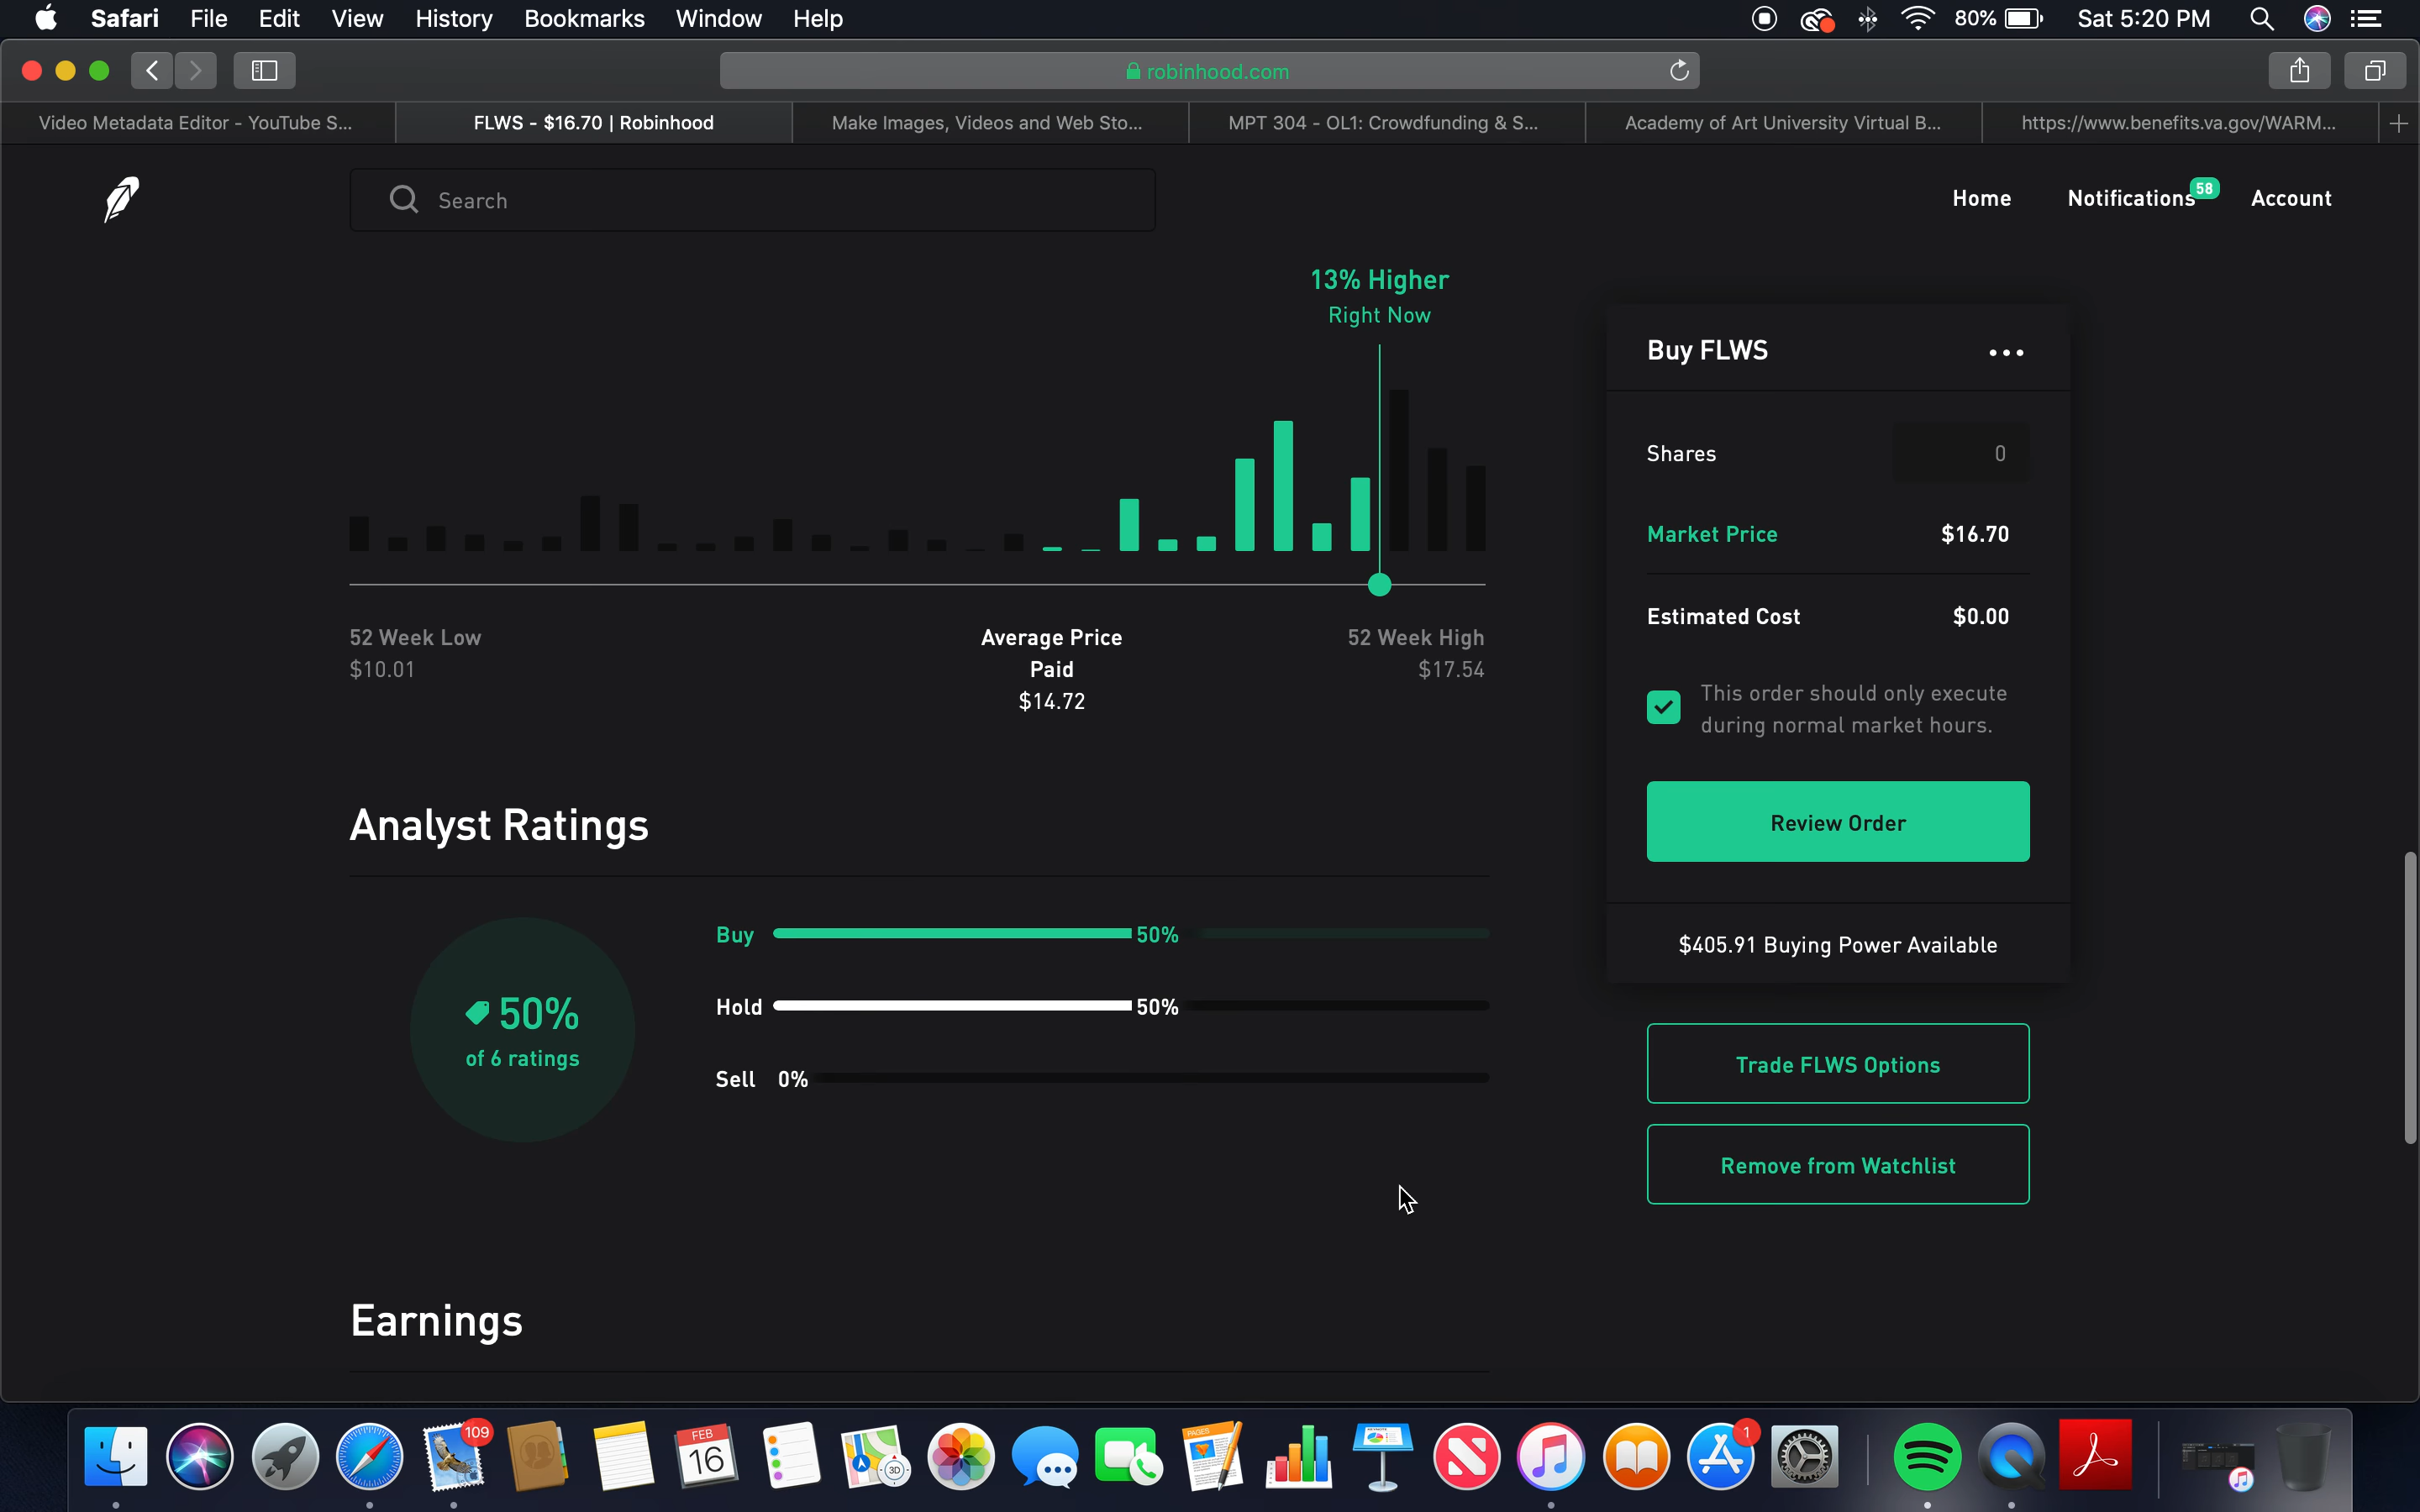 Safari File Edit View History Bookmarks Window Help 80% Sat 5:20 PM
robinhood.com
Video Metadata Editor - YouTube S... FLWS - $16.70 | Robinhood Make Images, Videos and Web Sto... MPT 304 - OL1: Crowdfunding & S... Academy of Art University Virtual B... https://www.benefits.va.gov/WARM...
Search Home Notifications 58 Account
13% Higher
Right Now
52 Week Low
$10.01
Average Price
Paid
$14.72
52 Week High
$17.54
Analyst Ratings
50%
of 6 ratings
Buy 50%
Hold 50%
Sell 0%
Earnings
Buy FLWS
Shares 0
Market Price $16.70
Estimated Cost $0.00
This order should only execute
during normal market hours.
Review Order
$405.91 Buying Power Available
Trade FLWS Options
Remove from Watchlist
109
FEB
16
3D
PAGES
1